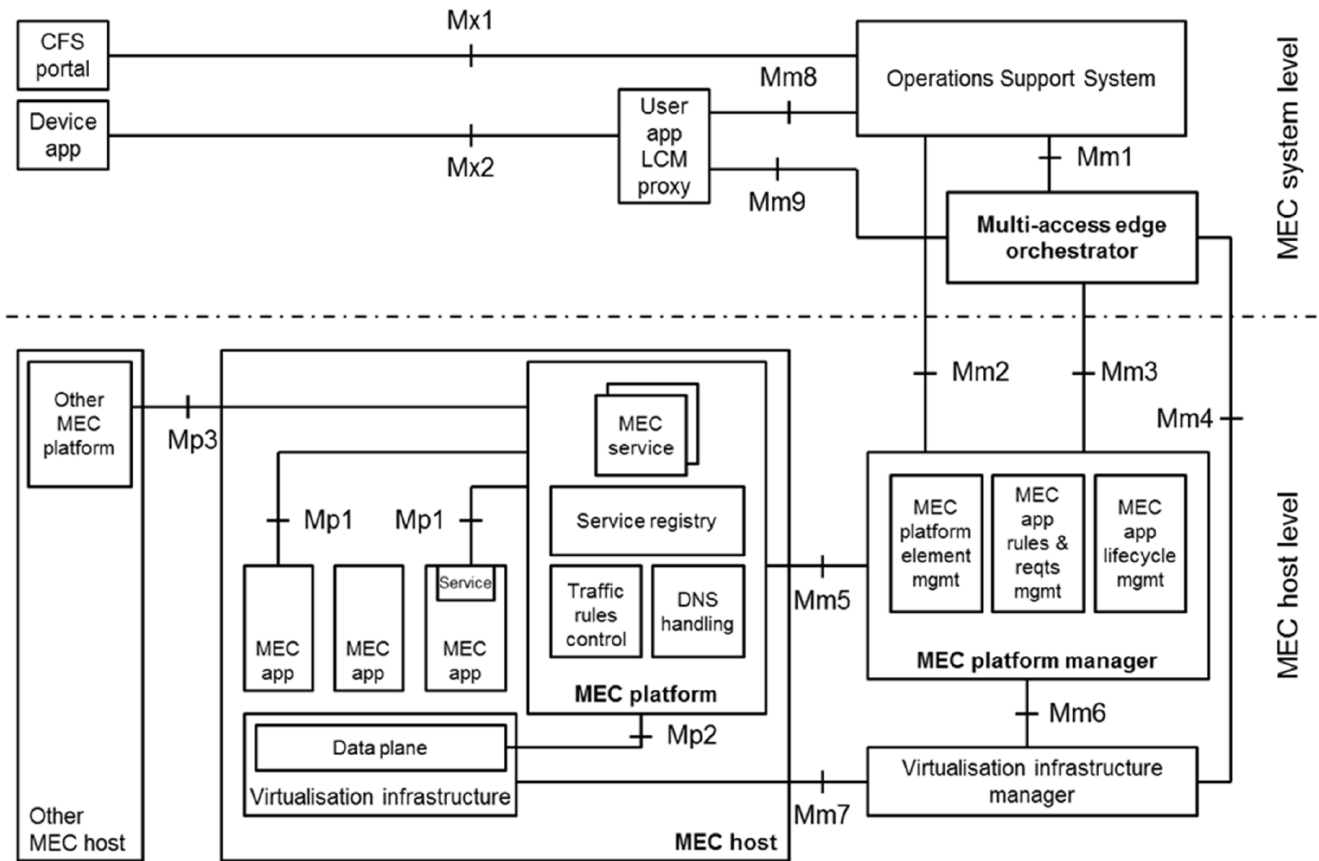 Mx1
CFS
portal
Operations Support System
Mm8
Device
app
User
app
LCM
proxy
Mx2
Mm9
Mm1
Multi-access edge
orchestrator
MEC system level
Other
MEC
platform
Mp3
MEC
service
Mm2
Mm3
Mm4
Mp1
Mp1
Service registry
MEC
platform
element
mgmt
MEC
app
rules &
reqts
mgmt
MEC
app
lifecycle
mgmt
Service
MEC
app
MEC
app
MEC
app
Traffic
rules
control
DNS
handling
Mm5
MEC platform manager
MEC platform
Mp2
Mm6
Data plane
Virtualisation infrastructure
Mm7
Virtualisation infrastructure
manager
Other
MEC host
MEC host
MEC host level